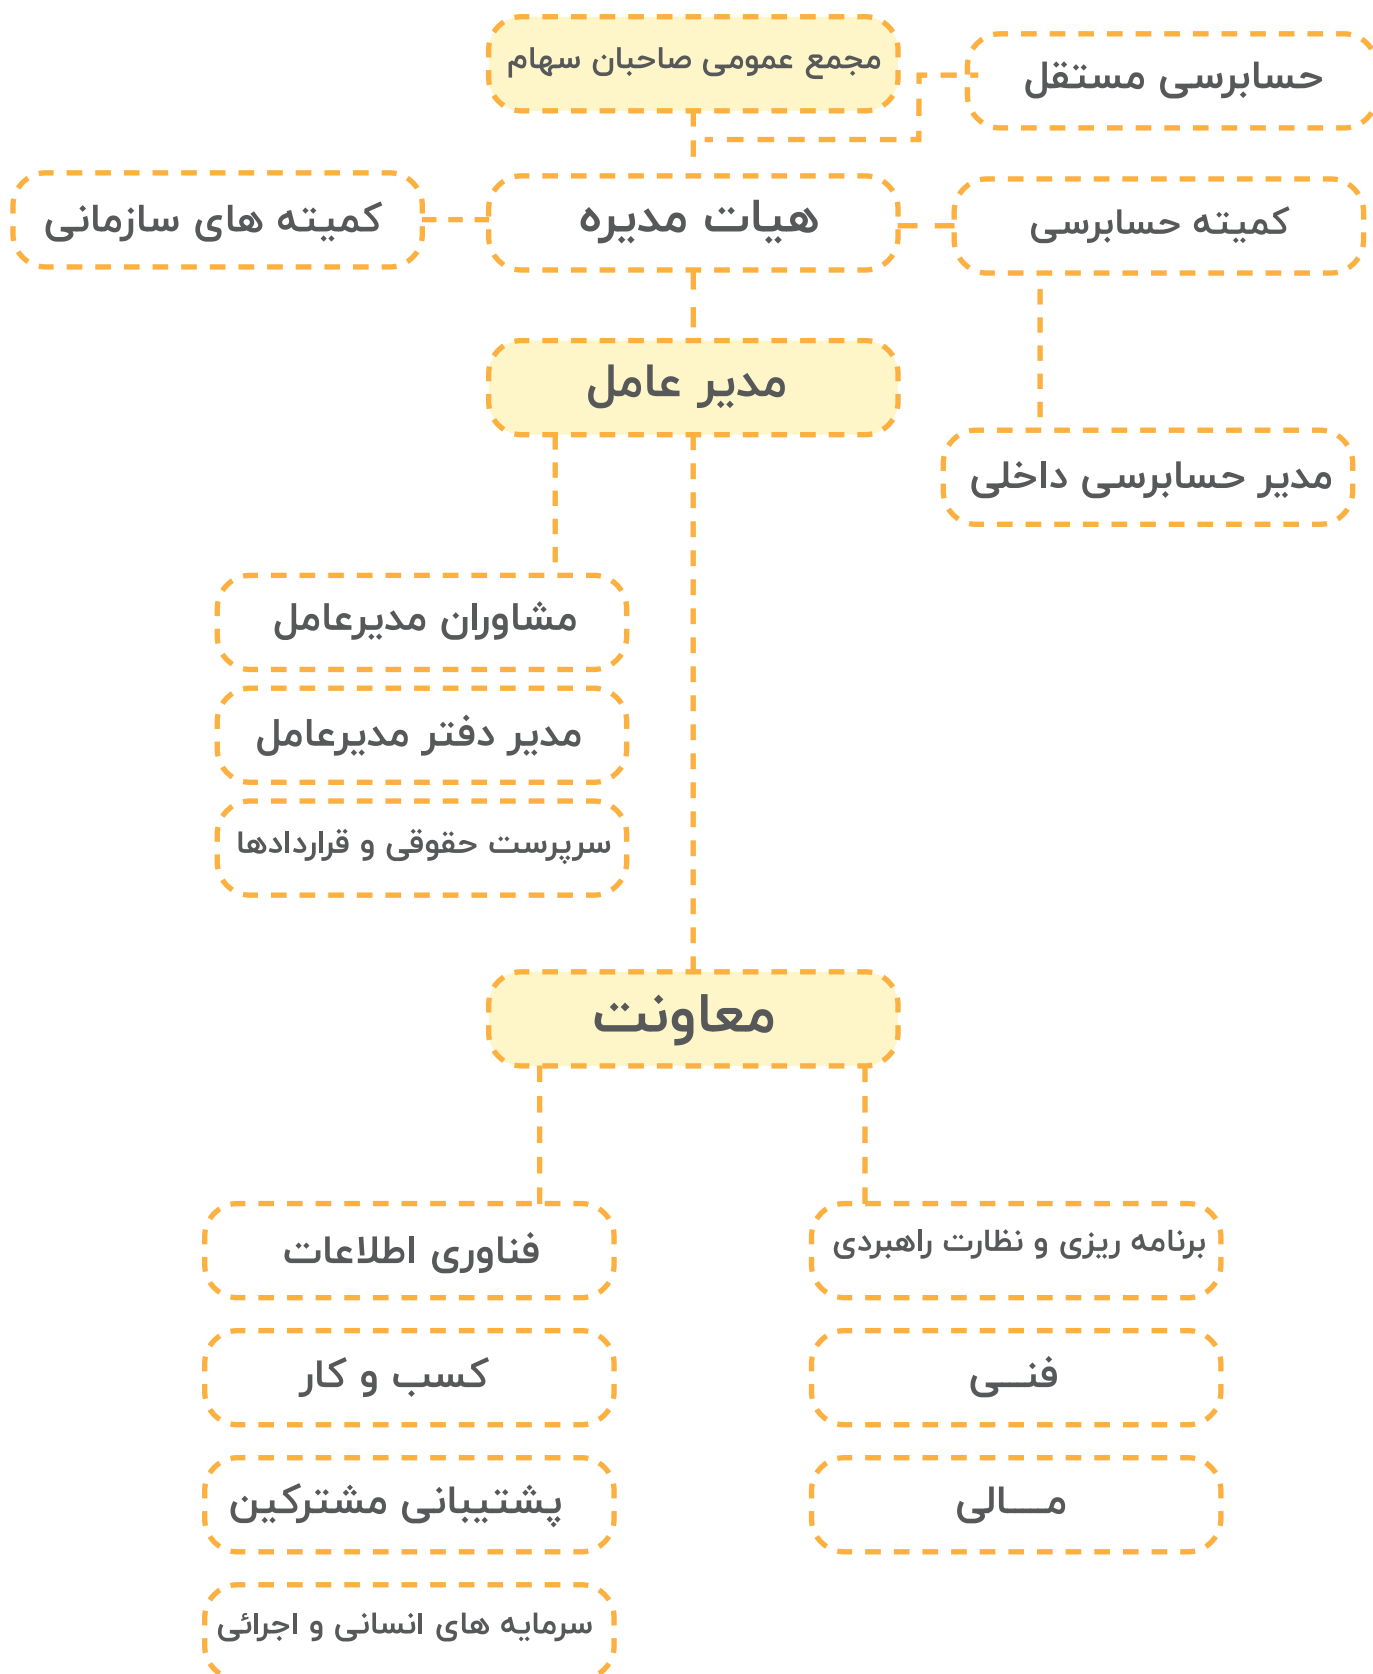 مجمع عمومی صاحبان سهام
حسابرسی مستقل
کمیته حسابرسی
هیات مدیره
کمیته های سازمانی
مدیر عامل
مدیر حسابرسی داخلی
مشاوران مدیرعامل
مدیر دفتر مدیرعامل
سرپرست حقوقی و قراردادها
معاونت
برنامه ریزی و نظارت راهبردی
فناوری اطلاعات
فنـــی
کسب و کار
مـــالی
پشتیبانی مشترکین
سرمایه های انسانی و اجرائی